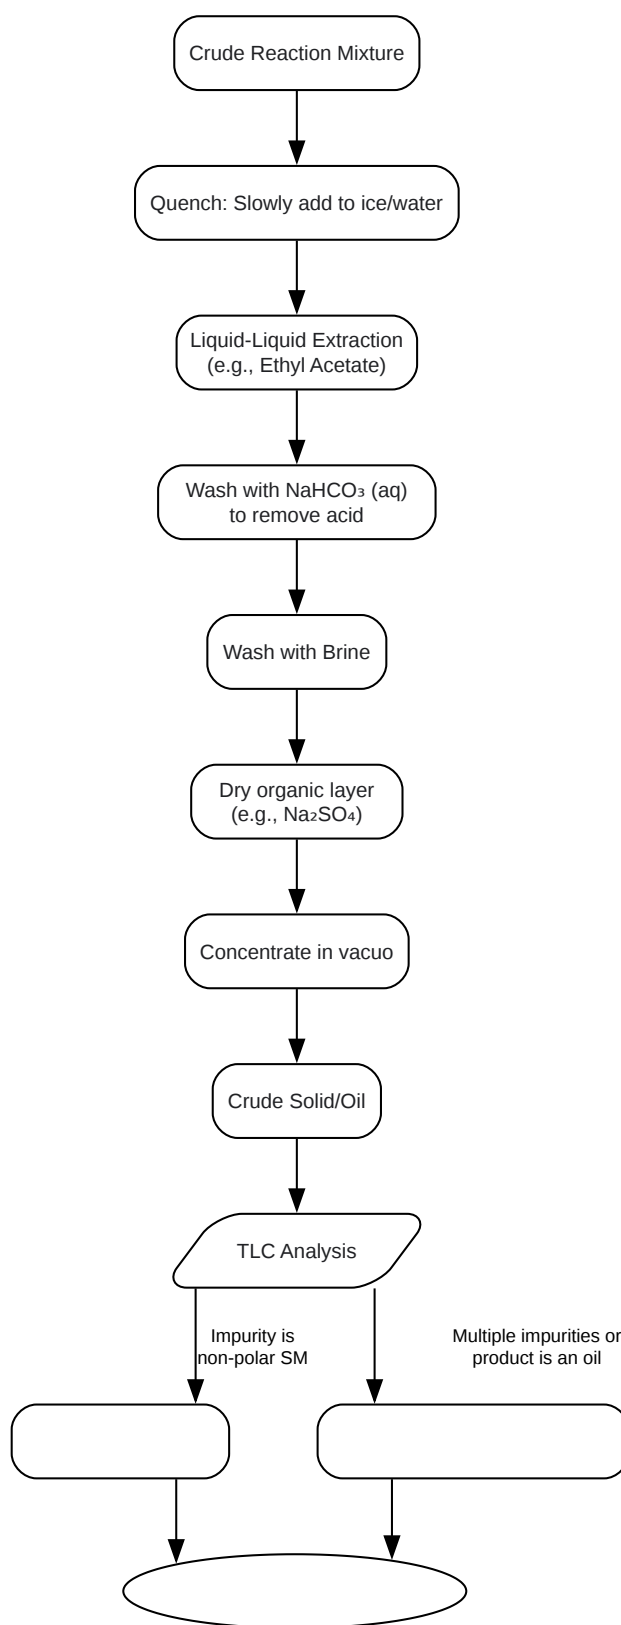 Crude Reaction Mixture
Quench: Slowly add to ice/water
Liquid-Liquid Extraction
(e.g., Ethyl Acetate)
Wash with NaHCO₃ (aq)
to remove acid
Wash with Brine
Dry organic layer
(e.g., Na₂SO₄)
Concentrate in vacuo
Crude Solid/Oil
TLC Analysis
Impurity is
non-polar SM
Multiple impurities or
product is an oil